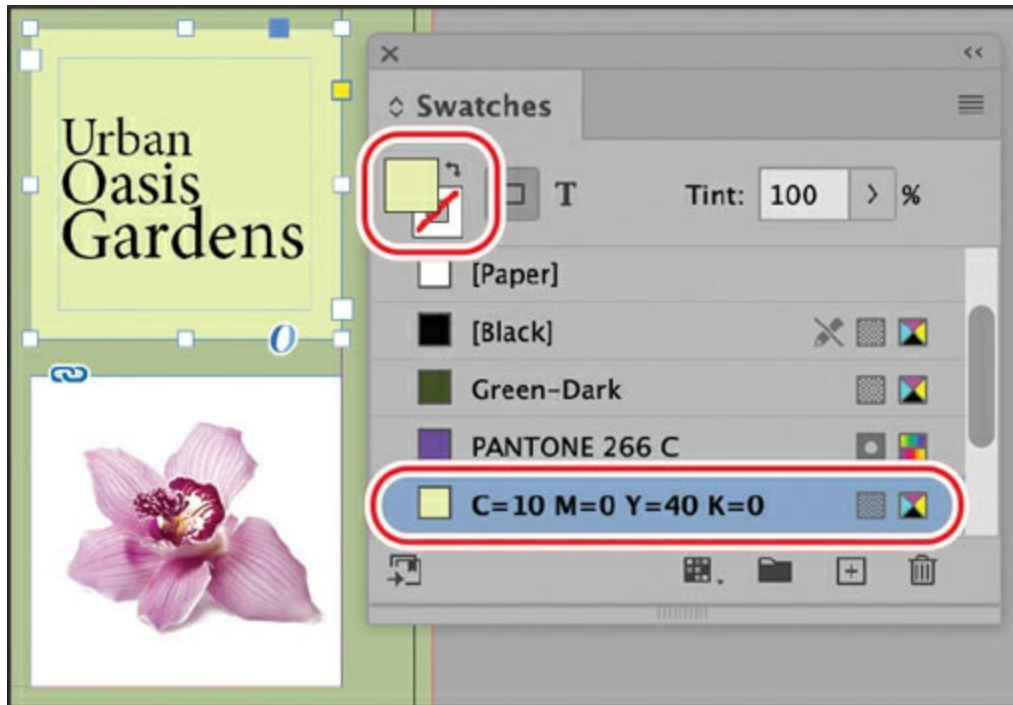 Urban
Oasis
Gardens
Swatches
T
Tint: 100 > %
[Paper]
[Black]
Green-Dark
PANTONE 266 C
C=10 M=0 Y=40 K=0